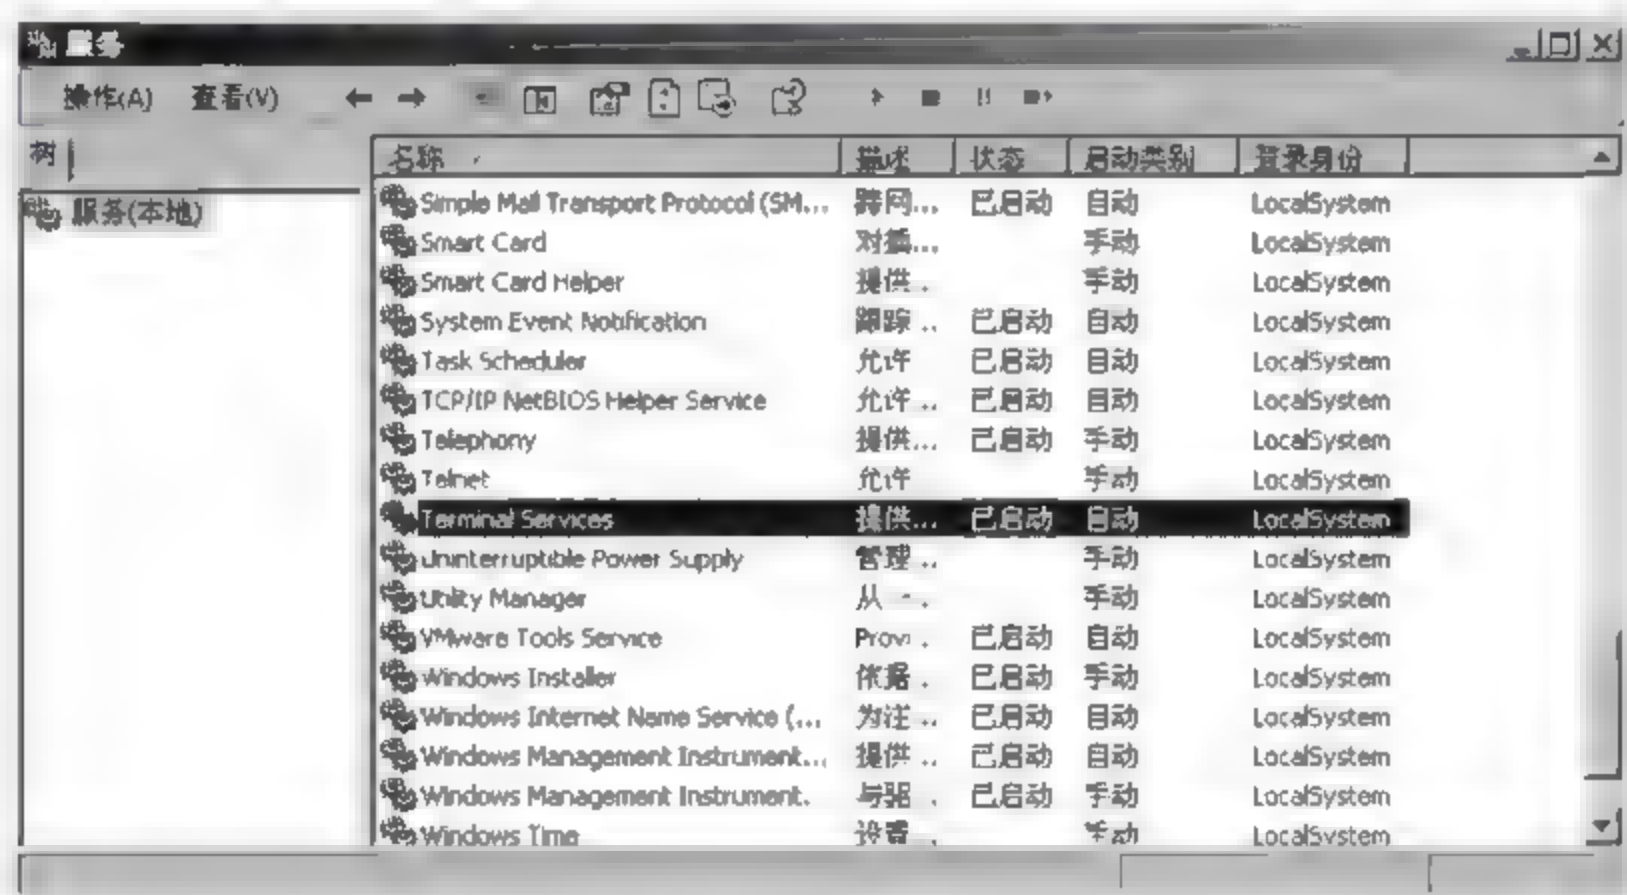 服务
操作(A) 查看(V)
树
服务(本地)
名称 描述 状态 启动类别 登录身份
Simple Mail Transport Protocol (SM... 跨网... 已启动 自动 LocalSystem
Smart Card 对插... 手动 LocalSystem
Smart Card Helper 提供 . 手动 LocalSystem
System Event Notification 跟踪 .. 已启动 自动 LocalSystem
Task Scheduler 允许 已启动 自动 LocalSystem
TCP/IP NetBIOS Helper Service 允许 .. 已启动 自动 LocalSystem
Telephony 提供... 已启动 手动 LocalSystem
Telnet 允许 手动 LocalSystem
Terminal Services 提供... 已启动 自动 LocalSystem
Uninterruptible Power Supply 管理 .. 手动 LocalSystem
Utility Manager 从 手动 LocalSystem
VMware Tools Service Provi . 已启动 自动 LocalSystem
Windows Installer 依据 . 已启动 手动 LocalSystem
Windows Internet Name Service (... 为注 .. 已启动 自动 LocalSystem
Windows Management Instrument... 提供 .. 已启动 自动 LocalSystem
Windows Management Instrument. 与驱 . 已启动 手动 LocalSystem
Windows Time 设置 . 手动 LocalSystem